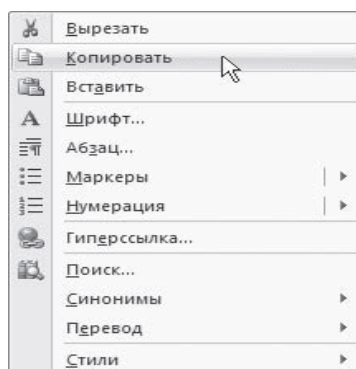 Вырезать
Копировать
Вставить
Шрифт...
Абзац...
Маркеры
Нумерация
Гиперссылка...
Поиск...
Синонимы
Перевод
Стили